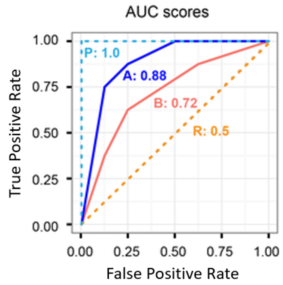 AUC scores
1.00
P: 1.0
A: 0.88
0.75
B: 0.72
0.50
R: 0.5
0.25
0.00
True Positive Rate
0.00 0.25 0.50 0.75 1.00
False Positive Rate